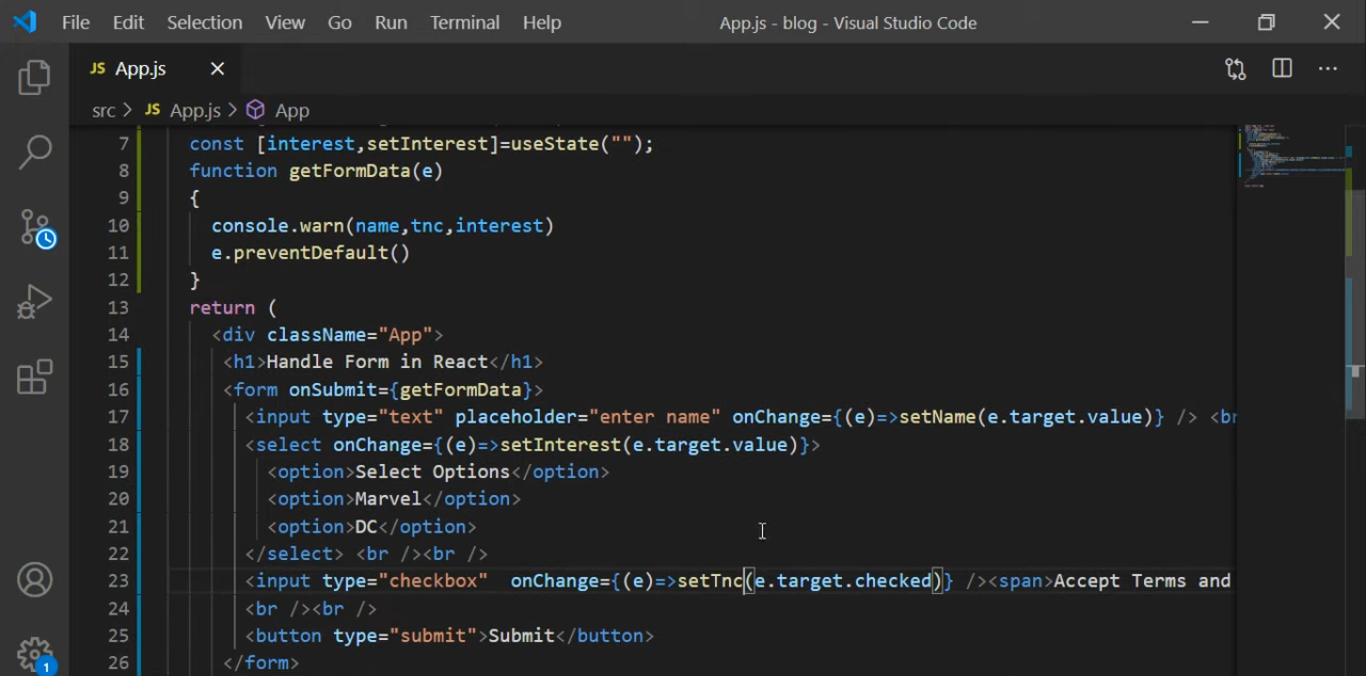 File Edit Selection View Go Run Terminal Help App.js - blog - Visual Studio Code
JS App.js
src > JS App.js > App
7 const [interest,setInterest]=useState("");
8 function getFormData(e)
9 {
10 console.warn(name,tnc,interest)
11 e.preventDefault()
12 }
13 return (
14 <div className="App">
15 <h1>Handle Form in React</h1>
16 <form onSubmit={getFormData}>
17 <input type="text" placeholder="enter name" onChange={(e)=>setName(e.target.value)} /> <br
18 <select onChange={(e)=>setInterest(e.target.value)}>
19 <option>Select Options</option>
20 <option>Marvel</option>
21 <option>DC</option>
22 </select> <br /><br />
23 <input type="checkbox"  onChange={(e)=>setTnc(e.target.checked)} /><span>Accept Terms and
24 <br /><br />
25 <button type="submit">Submit</button>
26 </form>
1